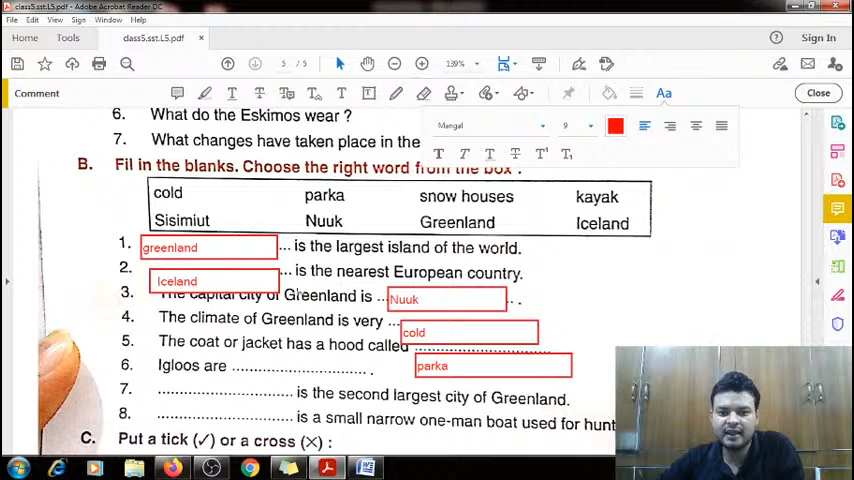 class5.sst.L5.pdf - Adobe Acrobat Reader DC
File Edit View Sign Window Help
Home Tools class5.sst.L5.pdf × Sign In
5 / 5 139%
Comment Close
Mangal 9
6. What do the Eskimos wear ?
7. What changes have taken place in the
B. Fil in the blanks. Choose the right word from the box :
cold parka snow houses kayak
Sisimiut Nuuk Greenland Iceland
1. greenland ... is the largest island of the world.
2. Iceland ... is the nearest European country.
3. The capital city of Greenland is ... Nuuk .. .
4. The climate of Greenland is very ... cold
5. The coat or jacket has a hood called ............................
parka
6. Igloos are ............................ .
7. ............................ is the second largest city of Greenland.
8. ............................ is a small narrow one-man boat used for hunt
C. Put a tick (✓) or a cross (✕) :